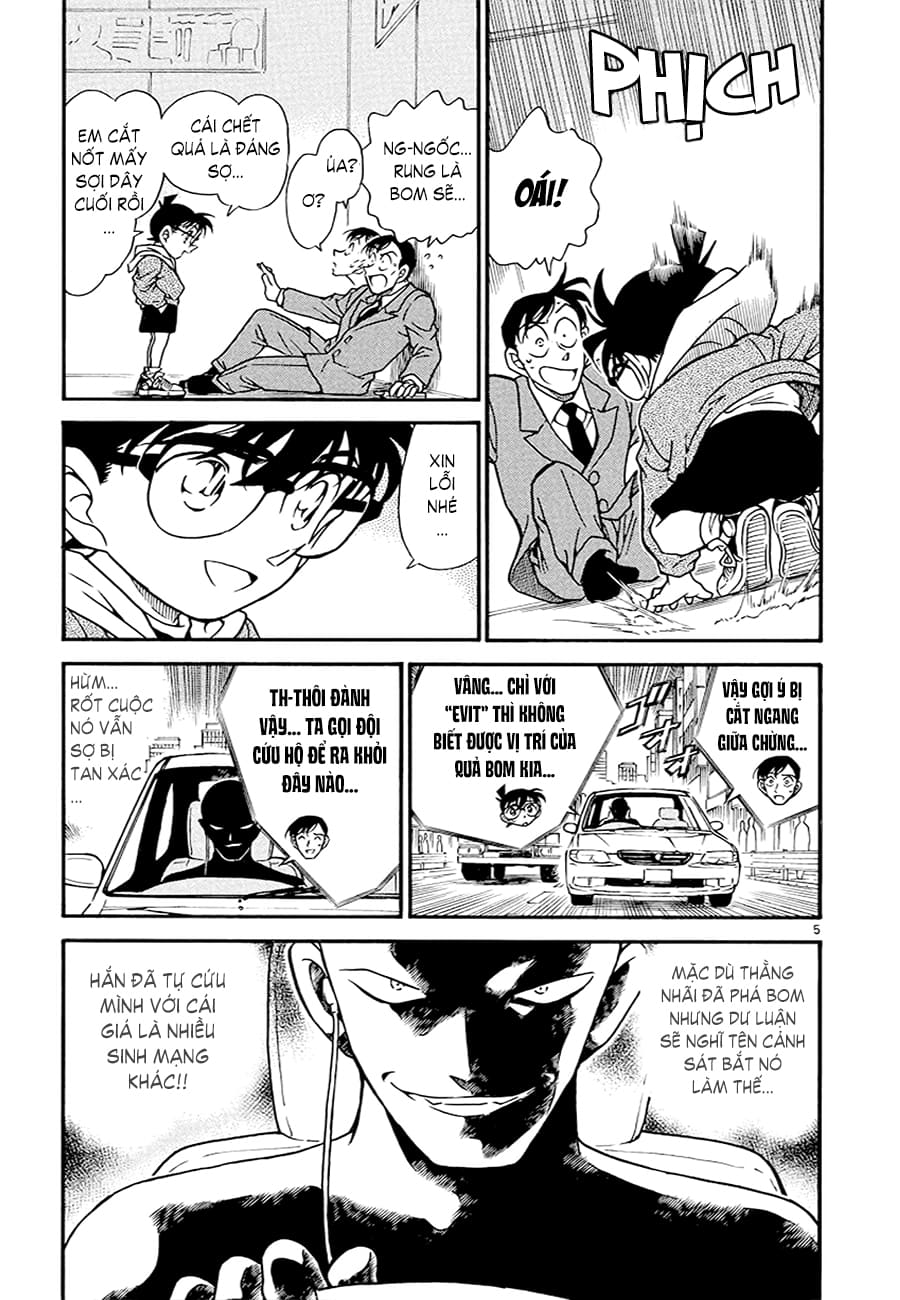 PHỊCH
OÁI!
NG-NGỐC...
RUNG LÀ
BOM SẼ...
ỦA?
Ơ?
CÁI CHẾT
QUẢ LÀ ĐÁNG
SỢ...
EM CẮT
NỐT MẤY
SỢI DÂY
CUỐI RỒI
...
XIN
LỖI
NHÉ
...
VẬY GỢI Ý BỊ
CẮT NGANG
GIỮA CHỪNG...
ゴオオ
VÂNG... CHỈ VỚI
“EVIT” THÌ KHÔNG
BIẾT ĐƯỢC VỊ TRÍ CỦA
QUẢ BOM KIA...
TH-THÔI ĐÀNH
VẬY... TA GỌI ĐỘI
CỨU HỘ ĐỂ RA KHỎI
ĐÂY NÀO...
HỪM...
RỐT CUỘC
NÓ VẪN
SỢ BỊ
TAN XÁC
...
5
MẶC DÙ THẰNG
NHÃI ĐÃ PHÁ BOM
NHƯNG DƯ LUẬN
SẼ NGHĨ TÊN CẢNH
SÁT BẮT NÓ
LÀM THẾ...
HẮN ĐÃ TỰ CỨU
MÌNH VỚI CÁI
GIÁ LÀ NHIỀU
SINH MẠNG
KHÁC!!